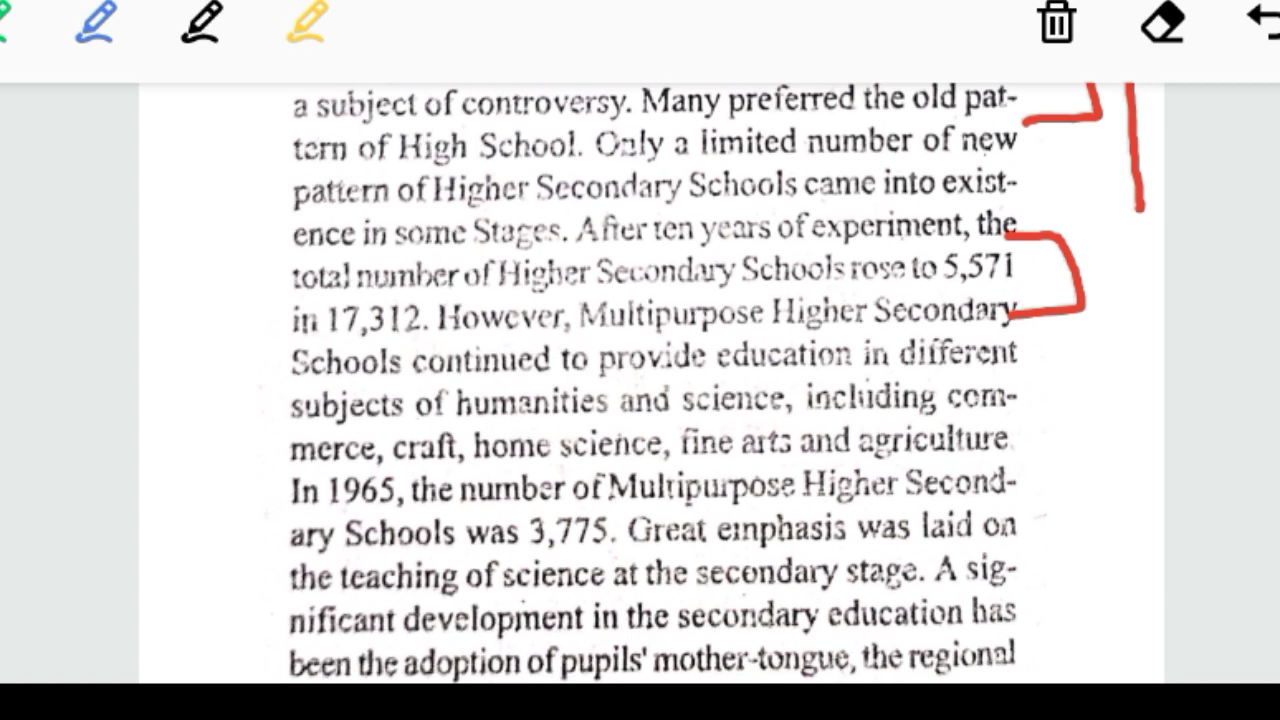 a subject of controversy. Many preferred the old pat-
tern of High School. Only a limited number of new
pattern of Higher Secondary Schools came into exist-
ence in some Stages. After ten years of experiment, the
total number of Higher Secondary Schools rose to 5,571
in 17,312. However, Multipurpose Higher Secondary
Schools continued to provide education in different
subjects of humanities and science, including com-
merce, craft, home science, fine arts and agriculture.
In 1965, the number of Multipurpose Higher Second-
ary Schools was 3,775. Great emphasis was laid on
the teaching of science at the secondary stage. A sig-
nificant development in the secondary education has
been the adoption of pupils' mother-tongue, the regional